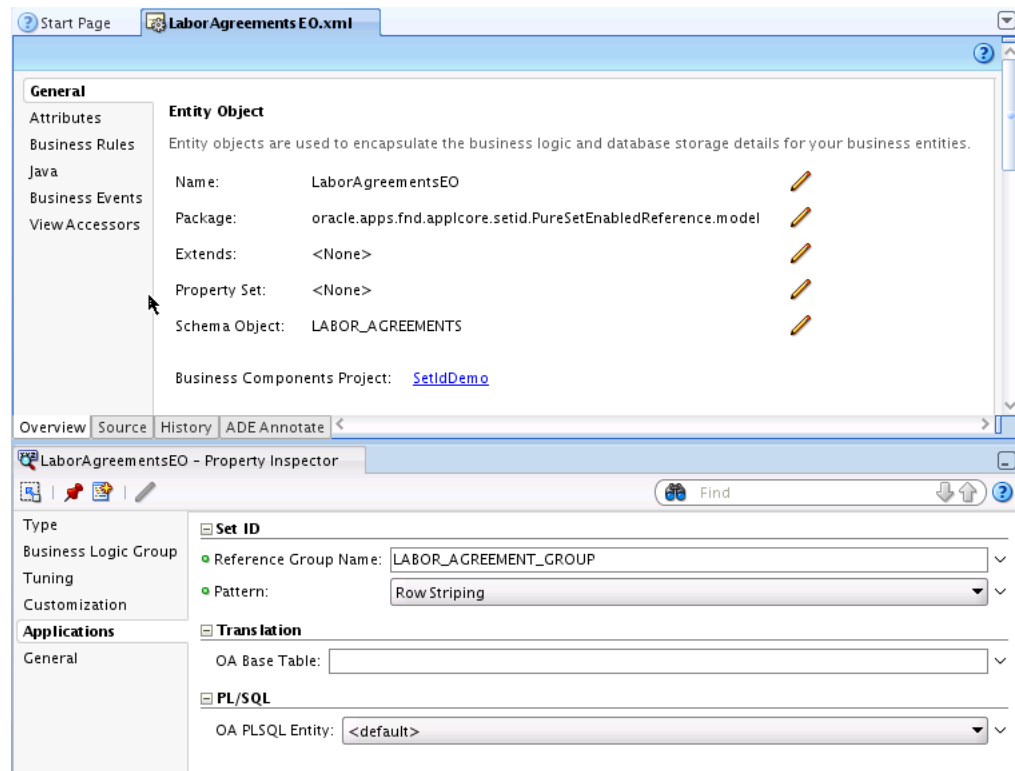 Start Page
LaborAgreementsEO.xml
General
Attributes
Business Rules
Java
Business Events
View Accessors
Entity Object
Entity objects are used to encapsulate the business logic and database storage details for your business entities.
Name: LaborAgreementsEO
Package: oracle.apps.fnd.applcore.setid.PureSetEnabledReference.model
Extends: <None>
Property Set: <None>
Schema Object: LABOR_AGREEMENTS
Business Components Project: SetIdDemo
Overview Source History ADE Annotate
LaborAgreementsEO - Property Inspector
Find
Type
Business Logic Group
Tuning
Customization
Applications
General
Set ID
Reference Group Name: LABOR_AGREEMENT_GROUP
Pattern: Row Striping
Translation
OA Base Table:
PL/SQL
OA PLSQL Entity: <default>